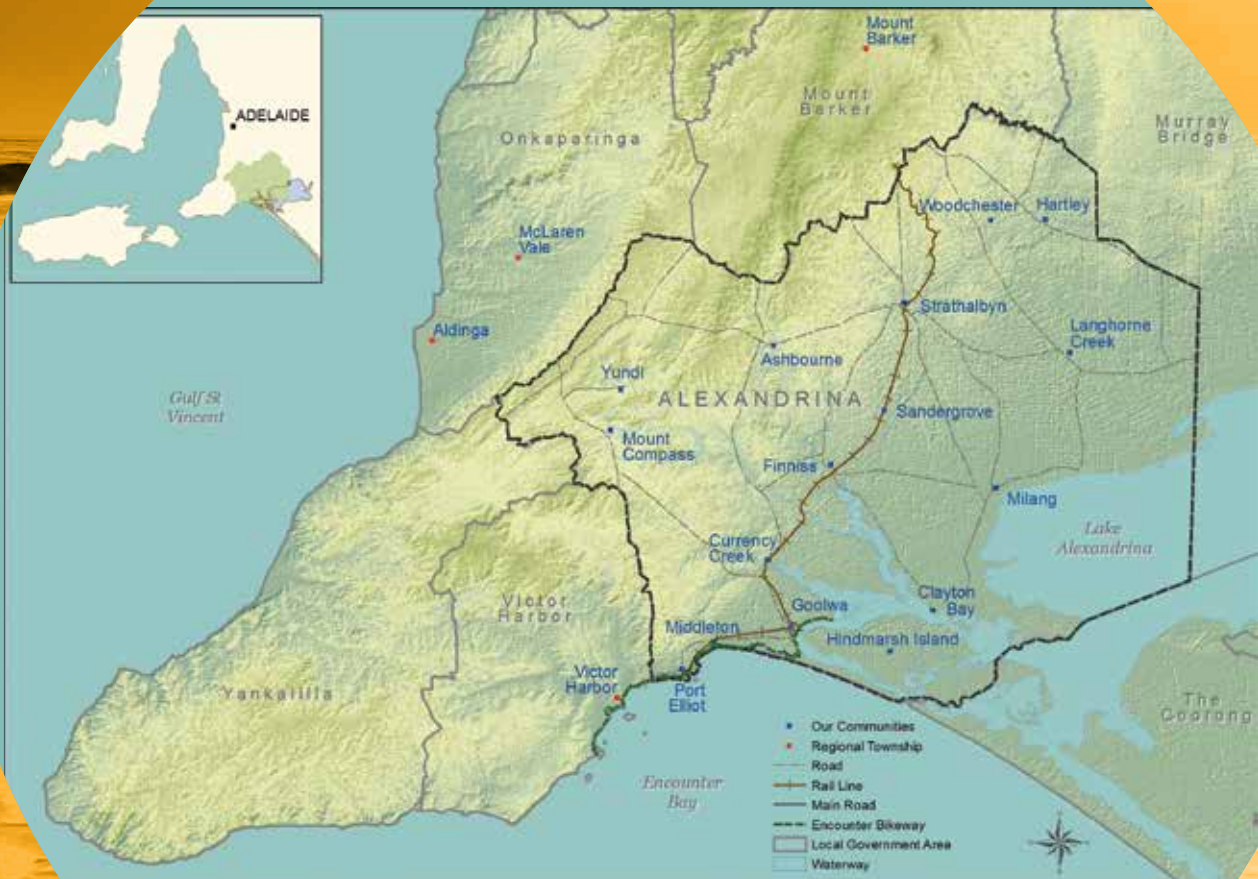 ADELAIDE
Mount
Barker
Mount
Barker
Onkaparinga
Murray
Bridge
Woodchester
Hartley
McLaren
Vale
Strathalbyn
Aldinga
Langhorne
Creek
Ashbourne
Yundi
Gulf St
Vincent
ALEXANDRINA
Sandergrove
Mount
Compass
Finniss
Milang
Lake
Alexandrina
Currency
Creek
Clayton
Bay
Victor
Harbor
Goolwa
Middleton
Hindmarsh Island
Yankalilla
Victor
Harbor
Port
Elliot
The
Coorong
Encounter
Bay
Our Communities
Regional Township
Road
Rail Line
Main Road
Encounter Bikeway
Local Government Area
Waterway